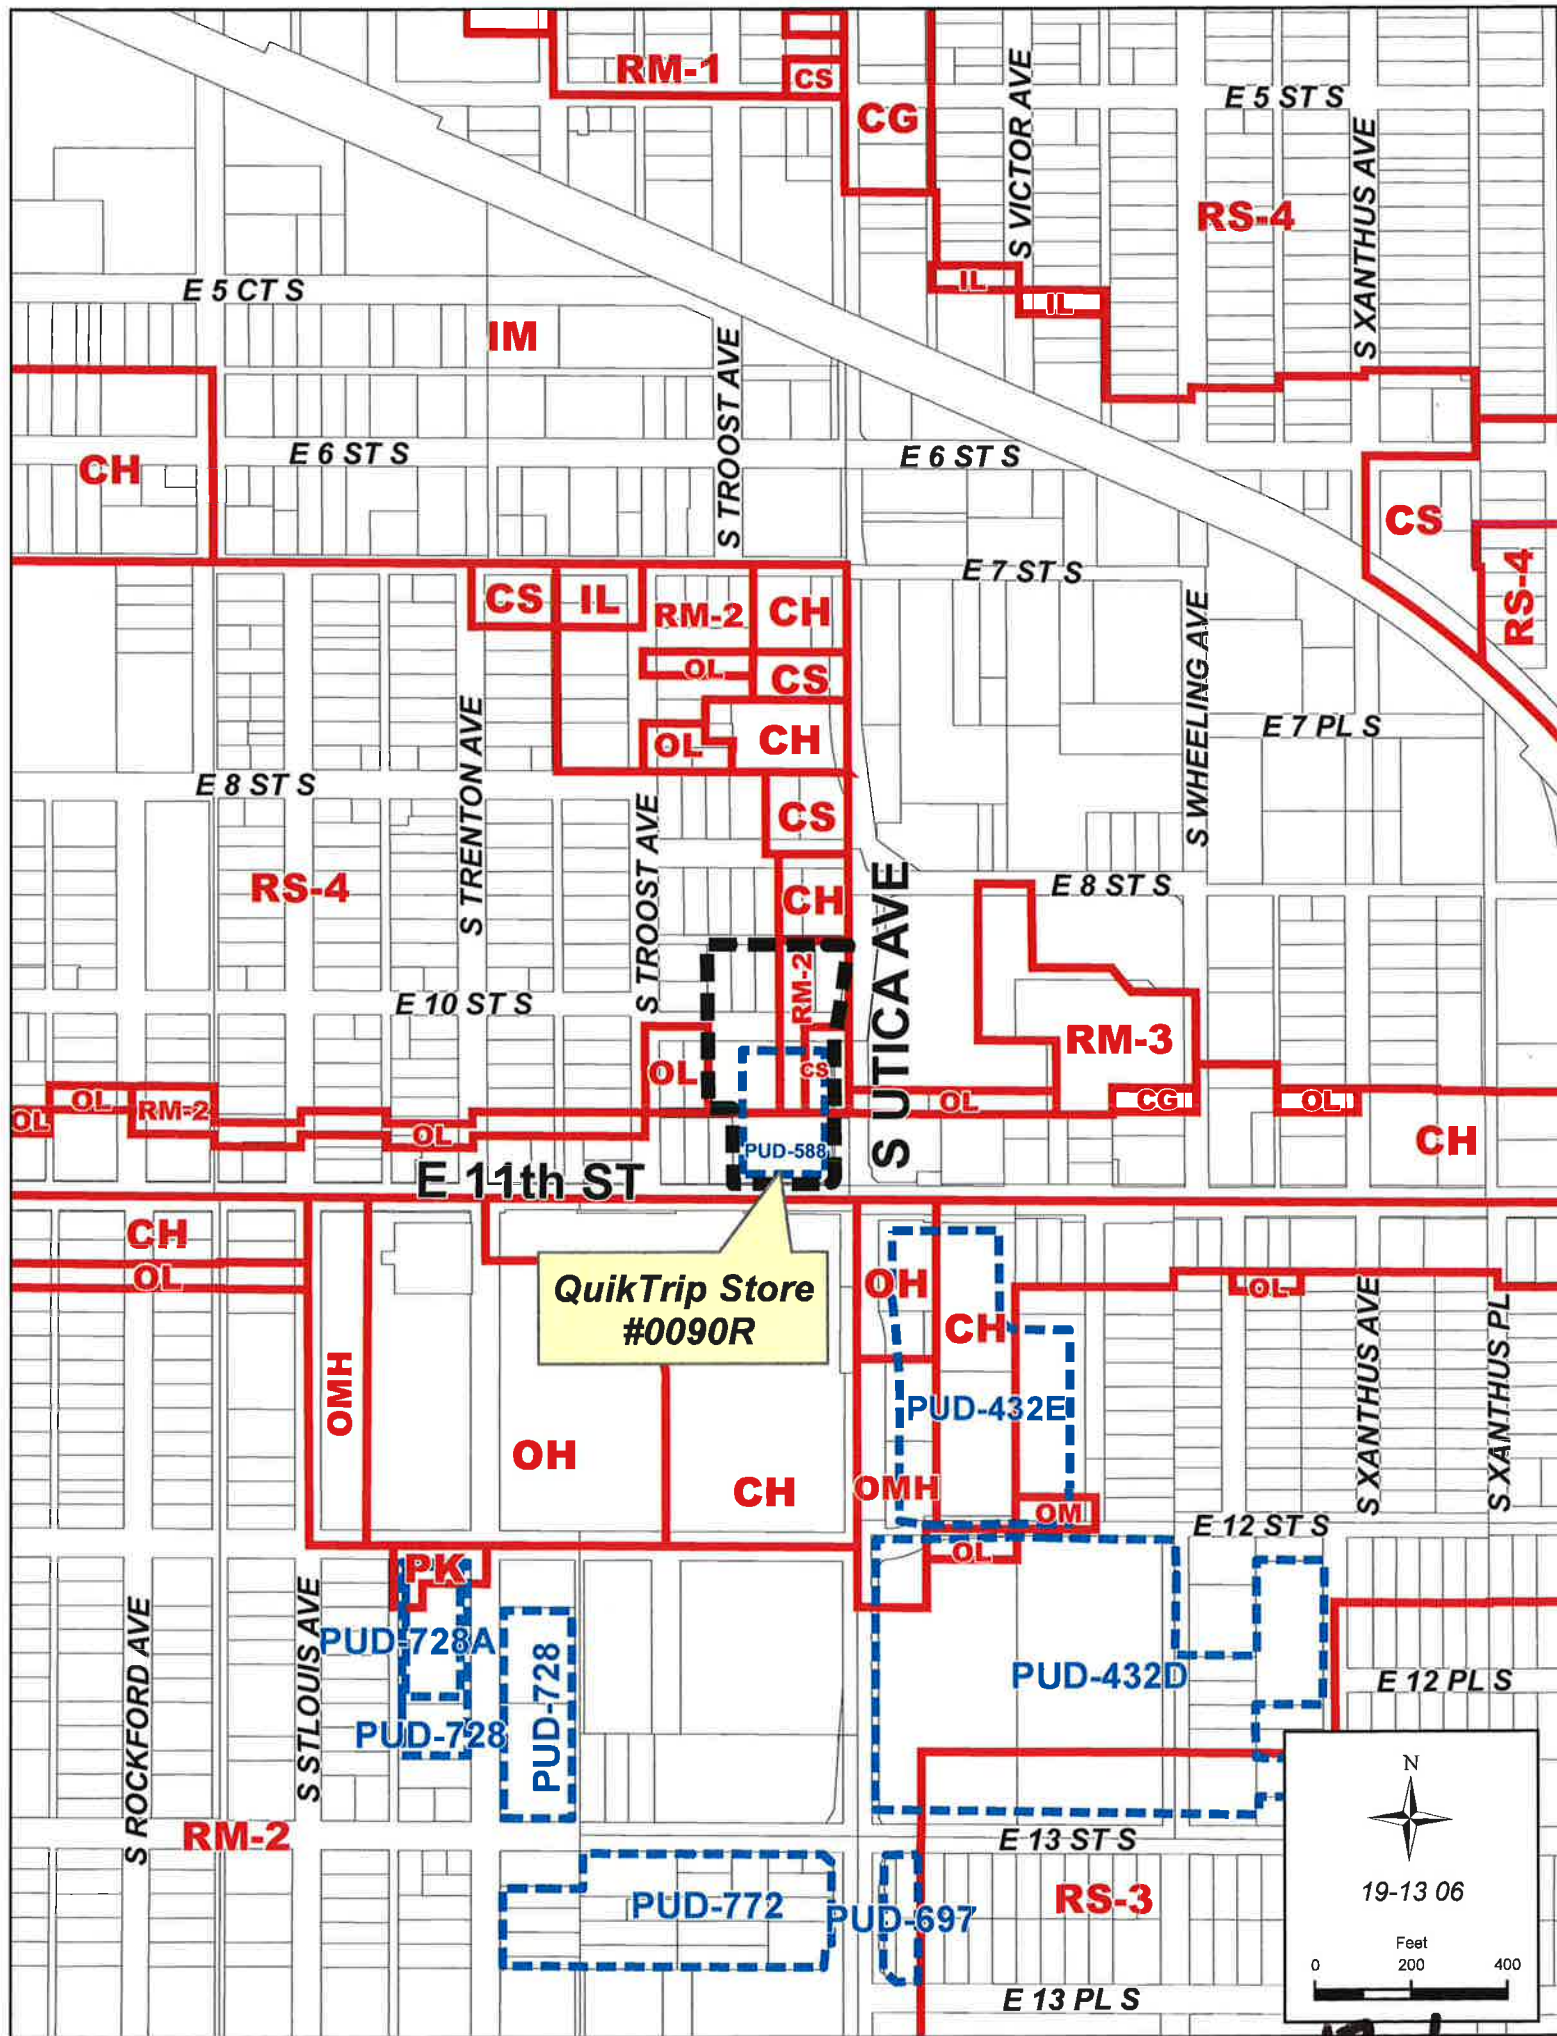 RM-1
CS
CG
S VICTOR AVE
E 5 ST S
S XANTHUS AVE
RS-4
IL
IL
E 5 CT S
IM
S TROOST AVE
CH
E 6 ST S
E 6 ST S
CS
RS-4
E 7 ST S
CS
IL
RM-2
CH
OL
CS
OL
CH
S WHEELING AVE
E 7 PL S
E 8 ST S
S TRENTON AVE
S TROOST AVE
CS
RS-4
CH
S UTICA AVE
E 8 ST S
E 10 ST S
RM-2
RM-3
OL
CS
OL
OL
RM-2
OL
OL
CG
OL
CH
PUD-588
E 11th ST
CH
OL
QuikTrip Store
#0090R
OH
CH
OL
S XANTHUS AVE
S XANTHUS PL
OMH
PUD-432E
OH
CH
OMH
OM
E 12 ST S
OL
PK
S ROCKFORD AVE
S STLOUIS AVE
PUD-728A
PUD-728
PUD-728
PUD-432D
E 12 PL S
RM-2
E 13 ST S
PUD-772
PUD-697
RS-3
E 13 PL S
N
19-13 06
Feet
0 200 400